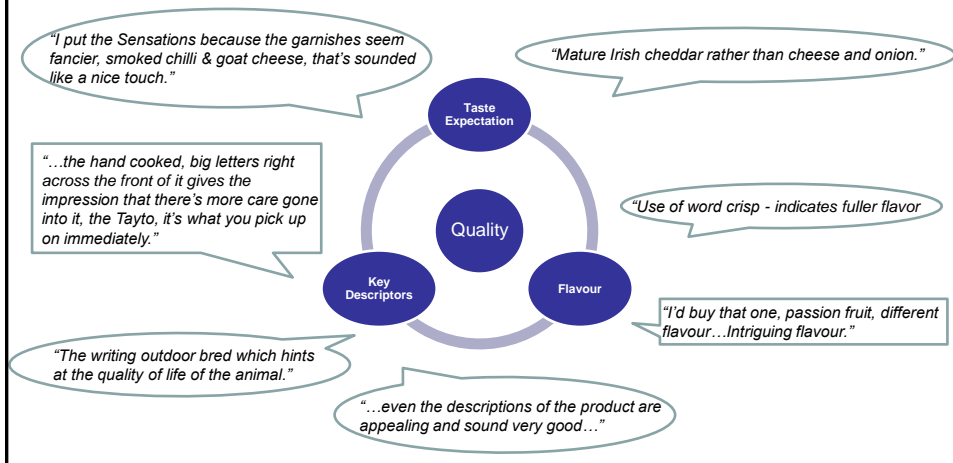 “I put the Sensations because the garnishes seem
fancier, smoked chilli & goat cheese, that’s sounded
like a nice touch.”
“Mature Irish cheddar rather than cheese and onion.”
Taste
Expectation
“…the hand cooked, big letters right
across the front of it gives the
impression that there’s more care gone
into it, the Tayto, it’s what you pick up
on immediately.”
Quality
“Use of word crisp - indicates fuller flavor
Key
Descriptors
Flavour
“I’d buy that one, passion fruit, different
flavour…Intriguing flavour.”
“The writing outdoor bred which hints
at the quality of life of the animal.”
“…even the descriptions of the product are
appealing and sound very good…”